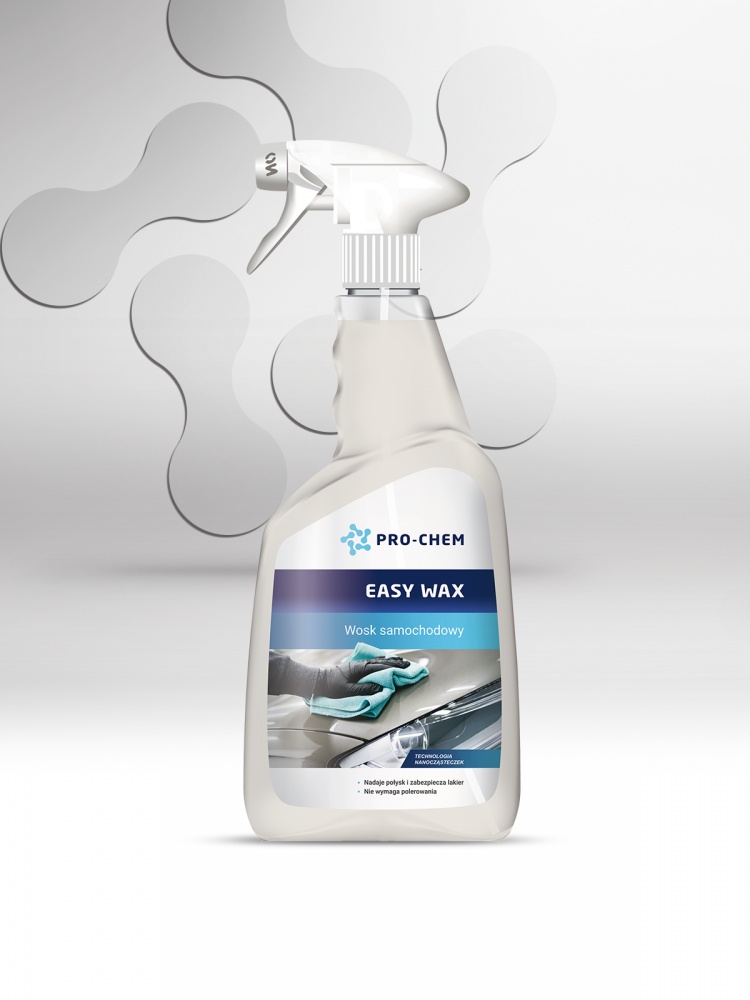 PRO-CHEM
EASY WAX
Wosk samochodowy
TECHNOLOGIA
NANOCZĄSTECZEK
• Nadaje połysk i zabezpiecza lakier
• Nie wymaga polerowania